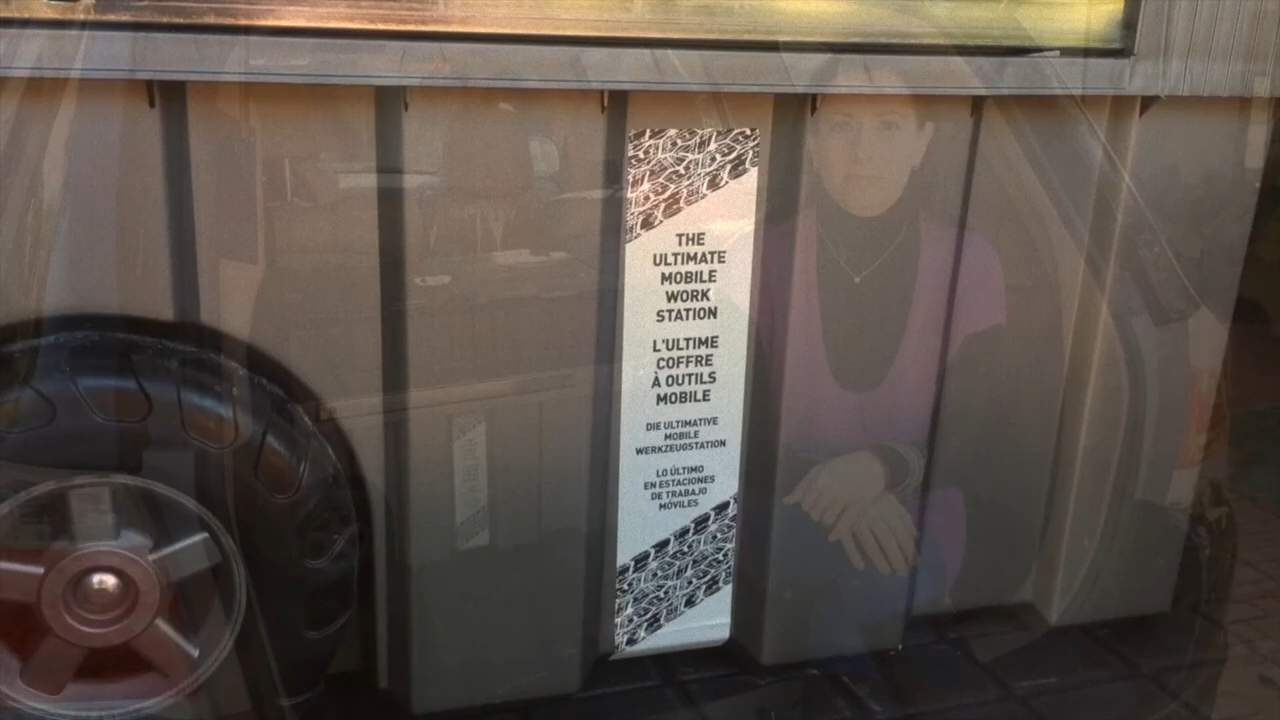 THE
ULTIMATE
MOBILE
WORK
STATION
L'ULTIME
COFFRE
À OUTILS
MOBILE
DIE ULTIMATIVE
MOBILE
WERKZEUGSTATION
LO ÚLTIMO
EN ESTACIONES
DE TRABAJO
MÓVILES